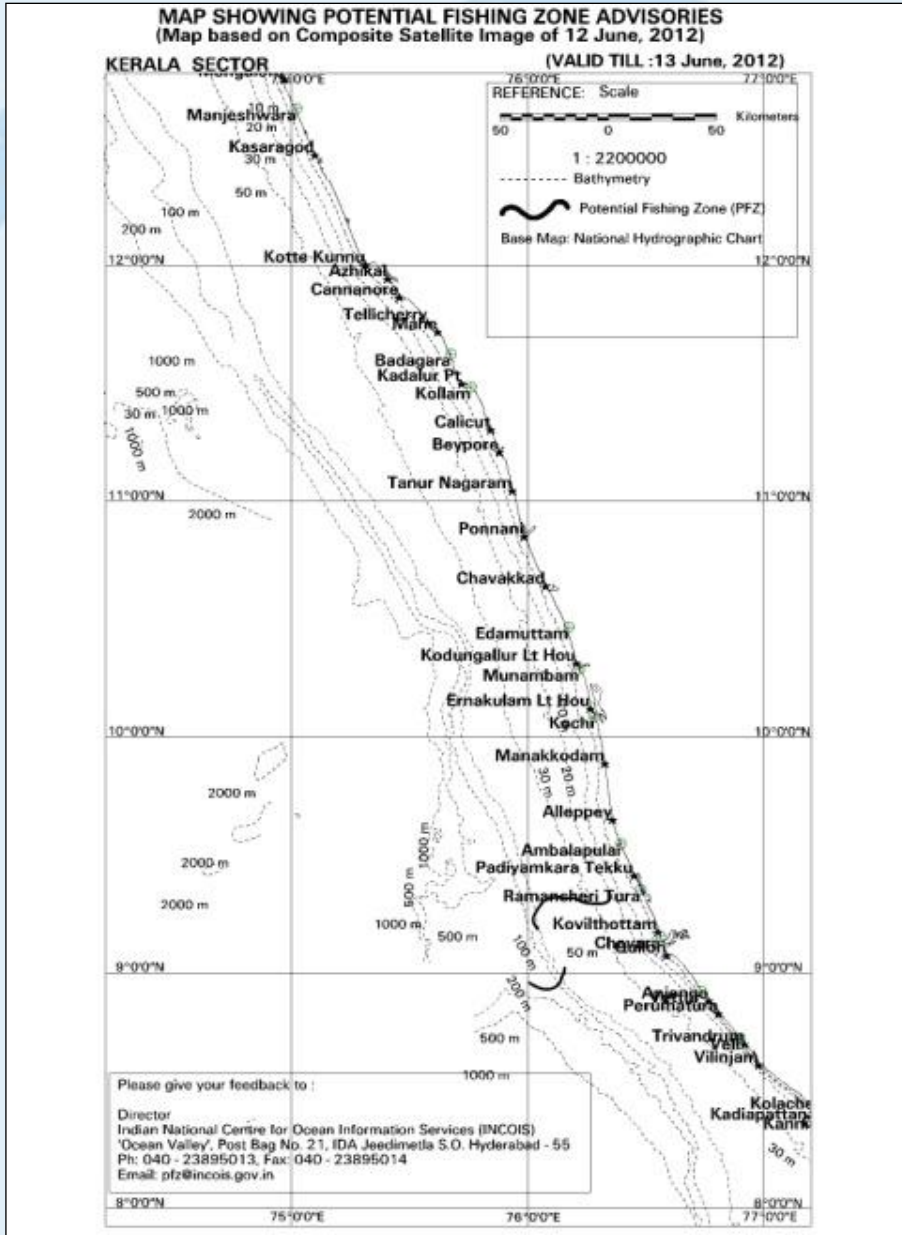 MAP SHOWING POTENTIAL FISHING ZONE ADVISORIES
(Map based on Composite Satellite Image of 12 June, 2012)
KERALA SECTOR
(VALID TILL :13 June, 2012)
76°0'0"E
77°0'0"E
REFERENCE: Scale
50 0 50 Kilometers
1 : 2200000
Bathymetry
Potential Fishing Zone (PFZ)
Base Map: National Hydrographic Chart
Manjeshwara
10 m
20 m
Kasaragod
30 m
50 m
100 m
200 m
Kotte Kunnu
12°0'0"N
12°0'0"N
Azhikal
Cannanore
Tellicherry
Mahe
1000 m
Badagara
Kadalur Pt
500 m
Kollam
30 m
1000 m
Calicut
1000 m
Beypore
Tanur Nagaram
11°0'0"N
11°0'0"N
2000 m
Ponnani
Chavakkad
Edamuttam
Kodungallur Lt Hou
Munambam
Ernakulam Lt Hou
Kochi
10°0'0"N
10°0'0"N
Manakkodam
30 m
20 m
2000 m
Alleppey
1000 m
Ambalapulai
2000 m
Padiyamkara Tekku
500 m
Ramancheri Tura
2000 m
1000 m
Kovilthottam
500 m
100 m
50 m
Quilon
9°0'0"N
9°0'0"N
200 m
Anjengo
Perumatura
500 m
Trivandrum
Veli
Vilinjam
1000 m
Please give your feedback to :
Director
Indian National Centre for Ocean Information Services (INCOIS)
'Ocean Valley', Post Bag No. 21, IDA Jeedimetla S.O. Hyderabad - 55
Ph: 040 - 23895013, Fax: 040 - 23895014
Email: pfz@incois.gov.in
Kolache
Kadiapattan
30 m
8°0'0"N
8°0'0"N
75°0'0"E
76°0'0"E
77°0'0"E